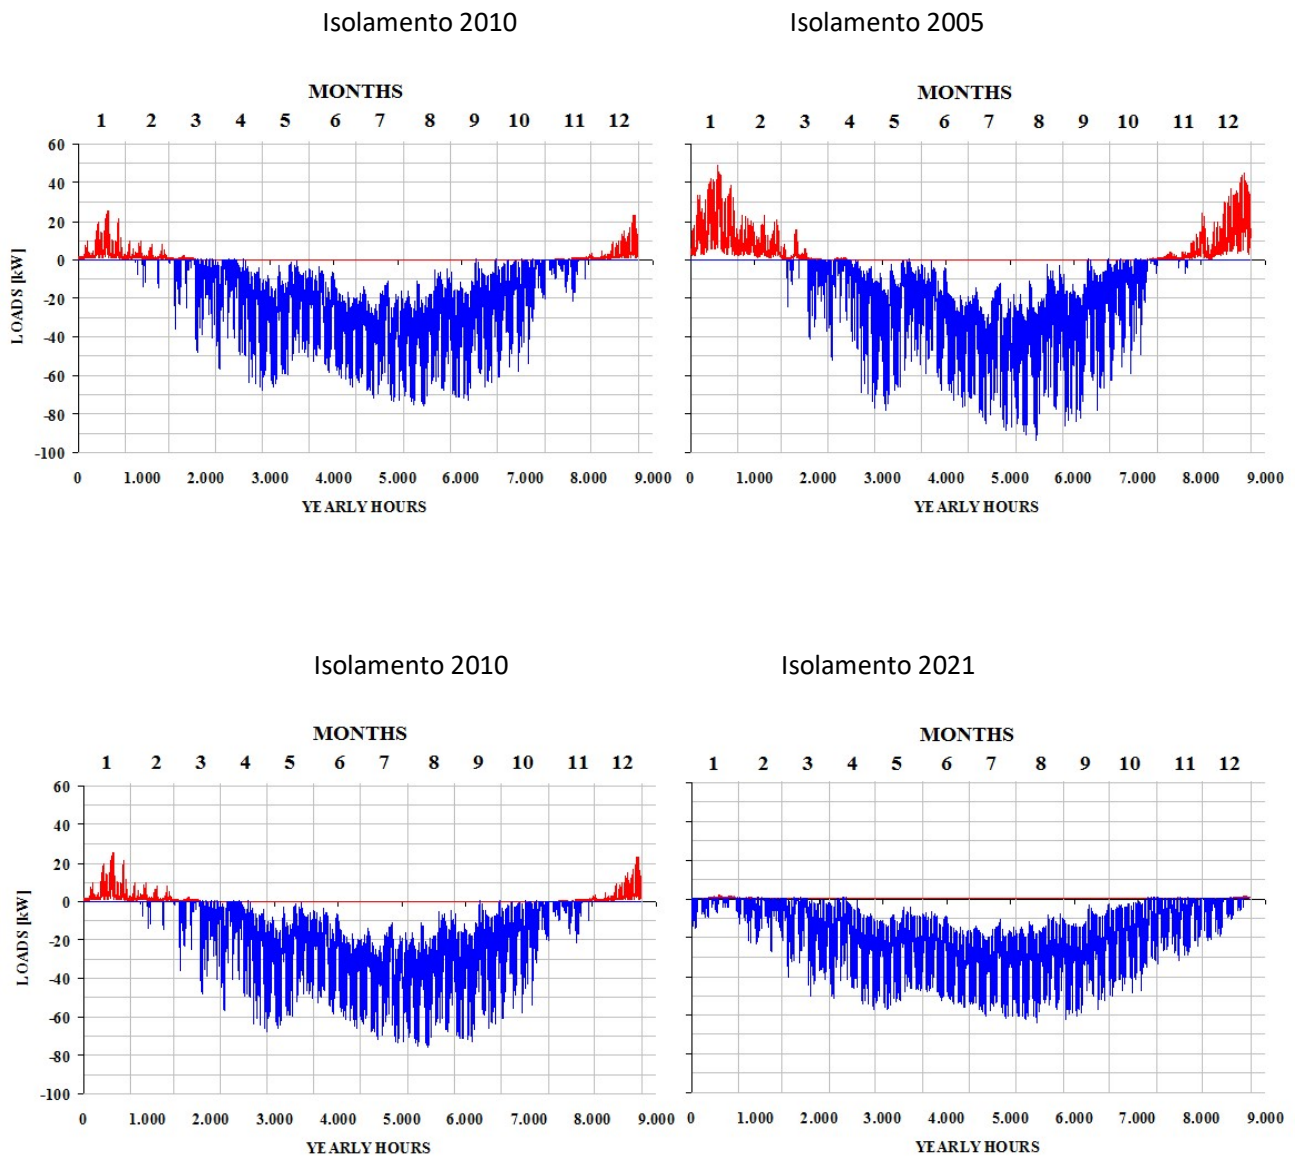 Isolamento 2010
Isolamento 2005
MONTHS
1 2 3 4 5 6 7 8 9 10 11 12
60
40
20
0
-20
-40
-60
-80
-100
LOADS [kW]
0 1.000 2.000 3.000 4.000 5.000 6.000 7.000 8.000 9.000
YEARLY HOURS
MONTHS
1 2 3 4 5 6 7 8 9 10 11 12
0 1.000 2.000 3.000 4.000 5.000 6.000 7.000 8.000 9.000
YEARLY HOURS
Isolamento 2010
Isolamento 2021
MONTHS
1 2 3 4 5 6 7 8 9 10 11 12
60
40
20
0
-20
-40
-60
-80
-100
LOADS [kW]
0 1.000 2.000 3.000 4.000 5.000 6.000 7.000 8.000 9.000
YEARLY HOURS
MONTHS
1 2 3 4 5 6 7 8 9 10 11 12
0 1.000 2.000 3.000 4.000 5.000 6.000 7.000 8.000 9.000
YEARLY HOURS